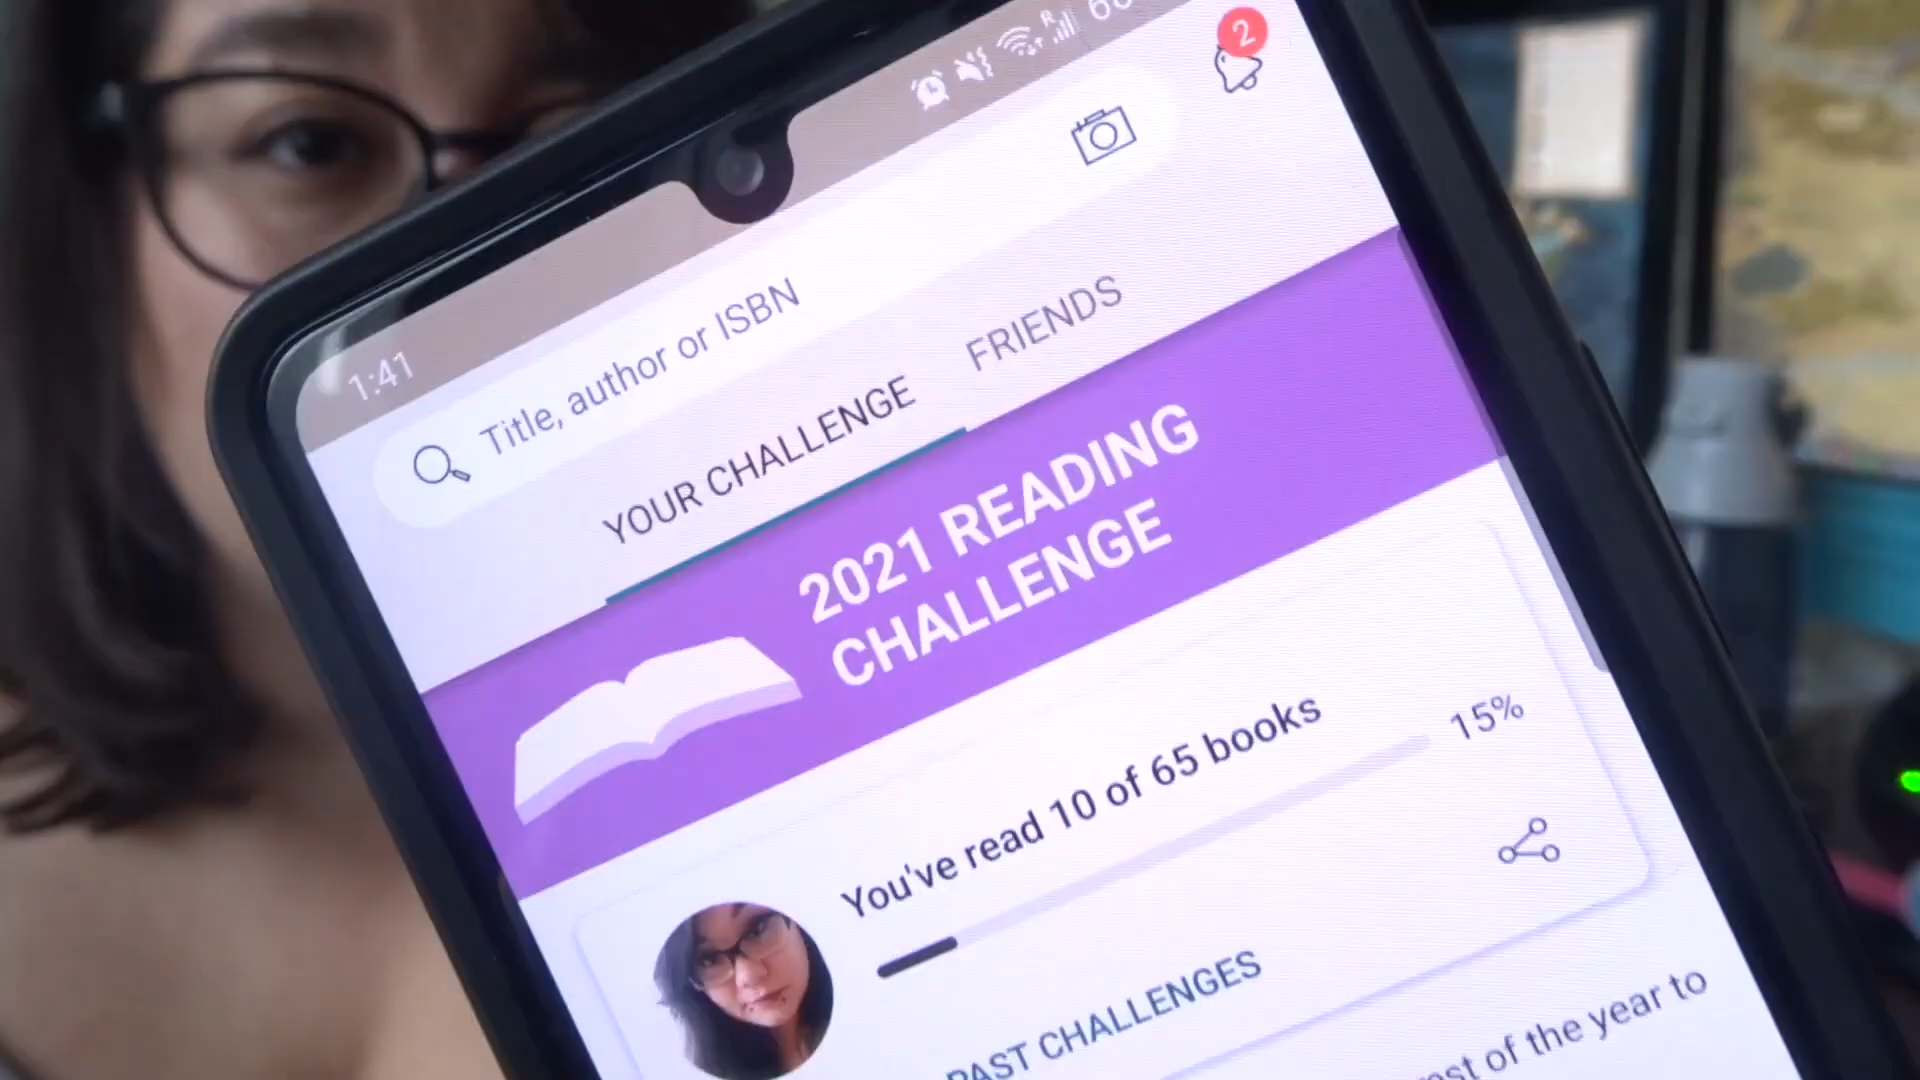 1:41
R
2
Title, author or ISBN
YOUR CHALLENGE
FRIENDS
2021 READING
CHALLENGE
You've read 10 of 65 books
15%
PAST CHALLENGES
of the year to